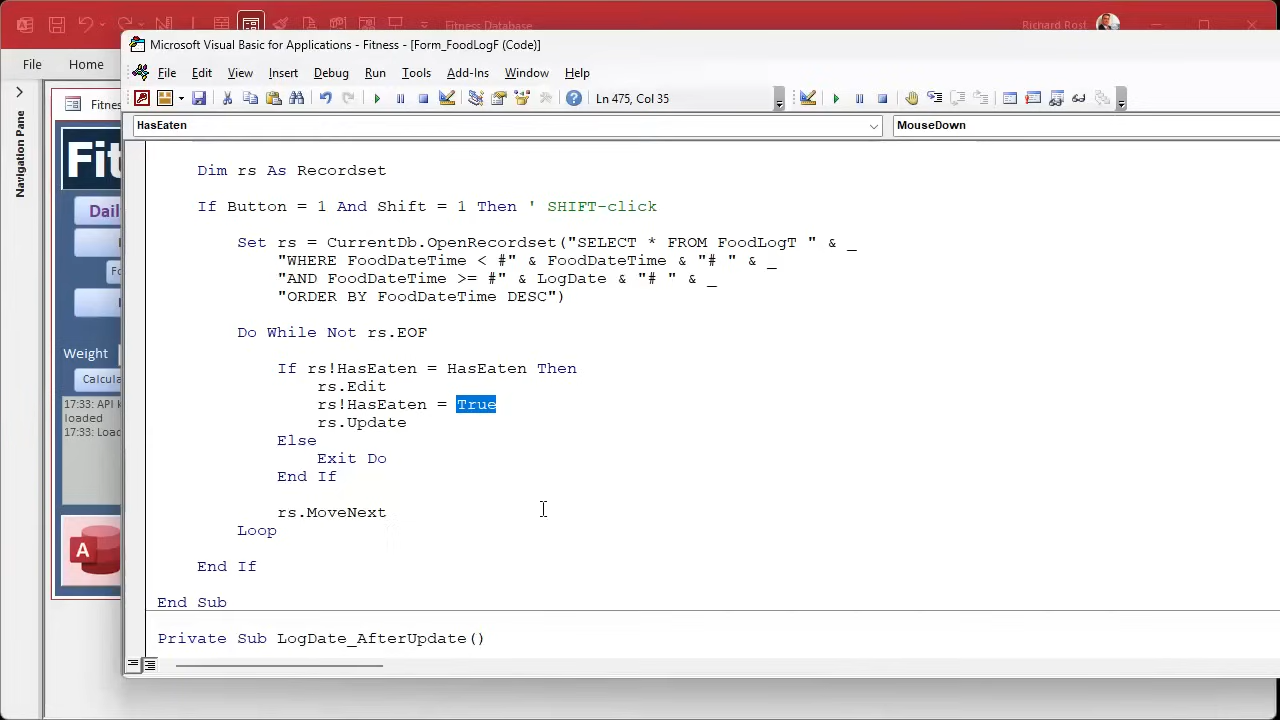 Fitness Database
Richard Rost
File
Home
Microsoft Visual Basic for Applications - Fitness - [Form_FoodLogF (Code)]
File Edit View Insert Debug Run Tools Add-Ins Window Help
Ln 475, Col 35
HasEaten
MouseDown
Navigation Pane
Fitnes
Fit
Dail
Fo
Weight
Calcula
17:33: API K
loaded
17:33: Load
A
Dim rs As Recordset
If Button = 1 And Shift = 1 Then ' SHIFT-click
Set rs = CurrentDb.OpenRecordset("SELECT * FROM FoodLogT " & _
"WHERE FoodDateTime < #" & FoodDateTime & "# " & _
"AND FoodDateTime >= #" & LogDate & "# " & _
"ORDER BY FoodDateTime DESC")
Do While Not rs.EOF
If rs!HasEaten = HasEaten Then
rs.Edit
rs!HasEaten = True
rs.Update
Else
Exit Do
End If
rs.MoveNext
Loop
End If
End Sub
Private Sub LogDate_AfterUpdate()